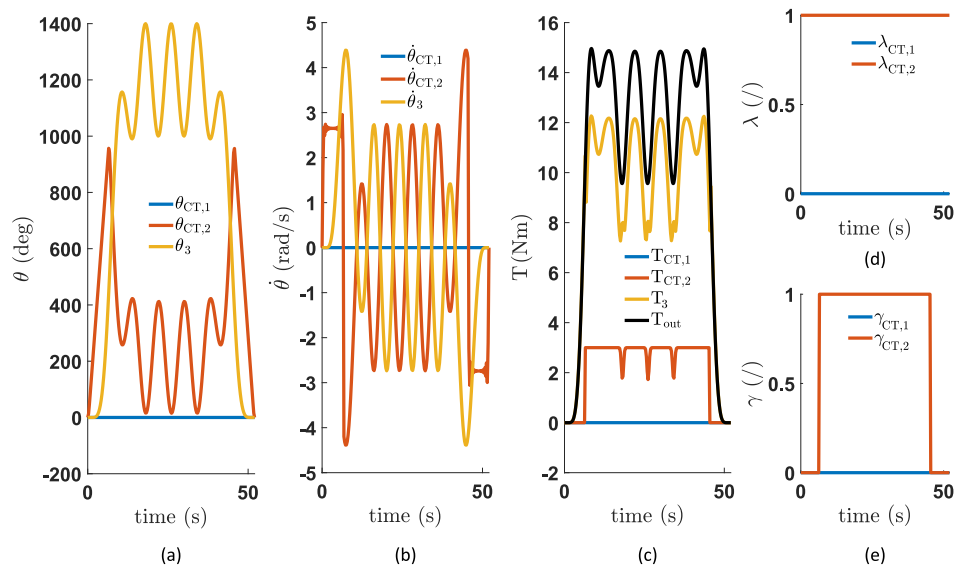 1400
1200
1000
800
600
400
200
0
-200
θ (deg)
θCT,1
θCT,2
θ3
0
50
time (s)
(a)
5
4
3
2
1
0
-1
-2
-3
-4
-5
θ̇ (rad/s)
θ̇CT,1
θ̇CT,2
θ̇3
0
50
time (s)
(b)
16
14
12
10
8
6
4
2
0
-2
T (Nm)
TCT,1
TCT,2
T3
Tout
0
50
time (s)
(c)
1
0.5
0
λ (/)
λCT,1
λCT,2
0
50
time (s)
(d)
1
0.5
0
γ (/)
γCT,1
γCT,2
0
50
time (s)
(e)